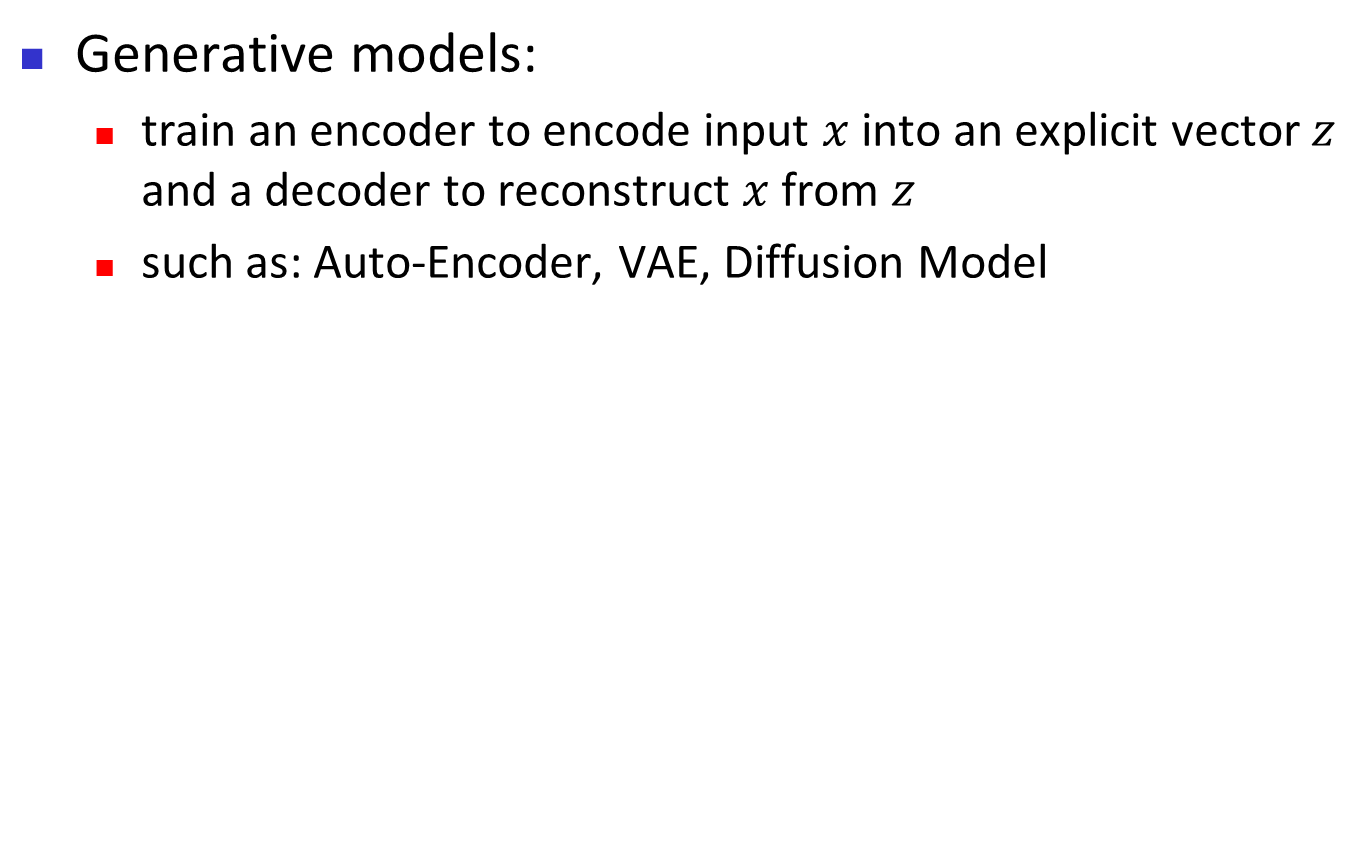 Generative models:
train an encoder to encode input x into an explicit vector z
and a decoder to reconstruct x from z
such as: Auto-Encoder, VAE, Diffusion Model